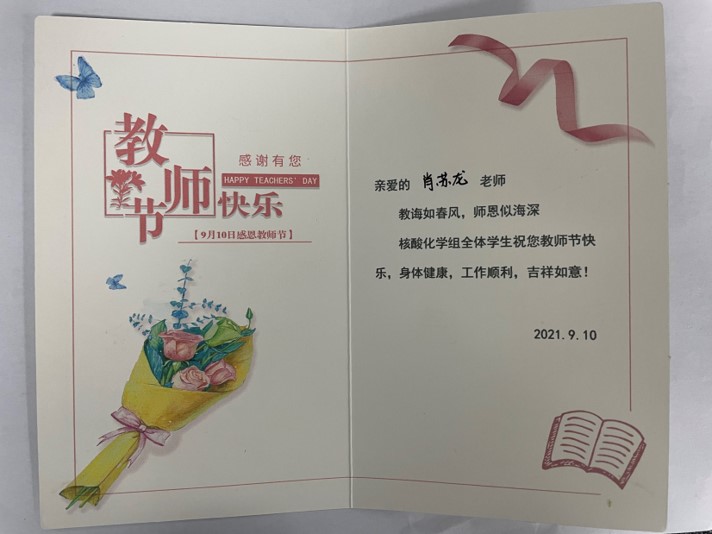 教师节快乐
感谢有您
HAPPY TEACHERS' DAY
【9月10日感恩教师节】
亲爱的 肖苏龙 老师
教诲如春风，师恩似海深
核酸化学组全体学生祝您教师节快
乐，身体健康，工作顺利，吉祥如意！
2021.9.10